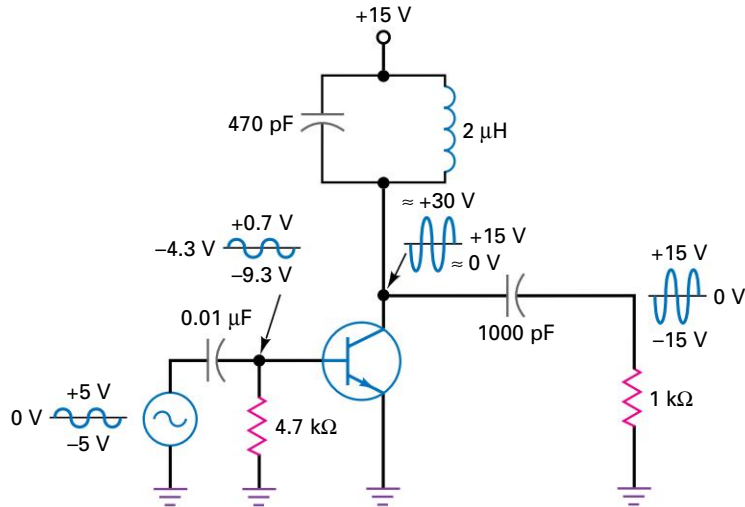 +15 V
470 pF
2 μH
≈ +30 V
+0.7 V
+15 V
-4.3 V
≈ 0 V
-9.3 V
+15 V
0 V
0.01 μF
1000 pF
-15 V
+5 V
0 V
-5 V
4.7 kΩ
1 kΩ